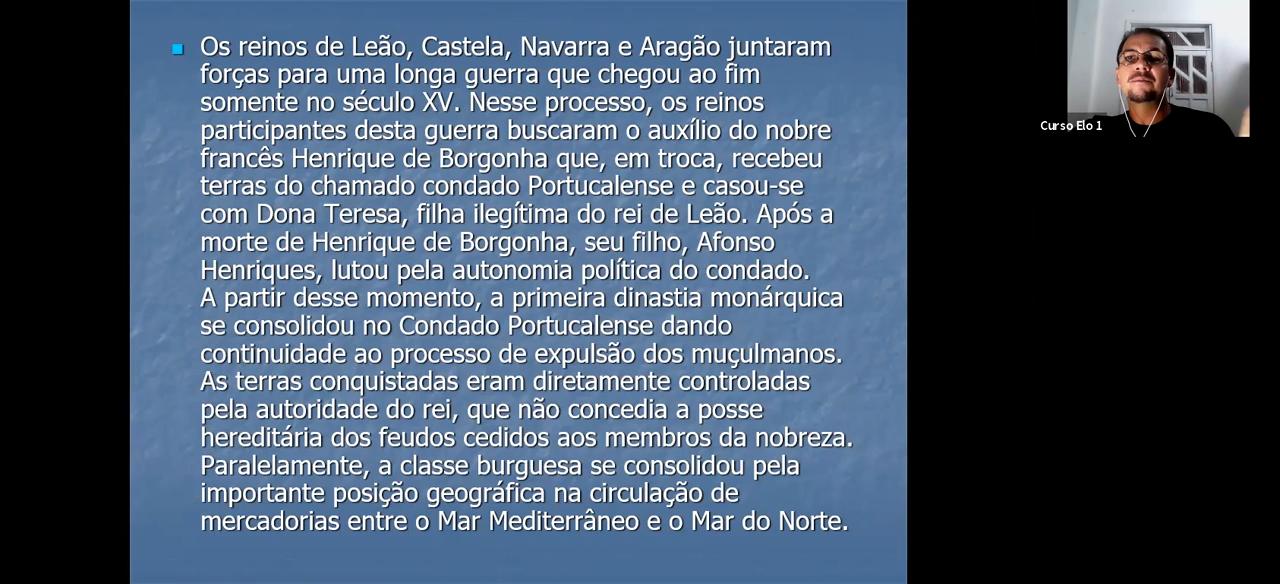 Os reinos de Leão, Castela, Navarra e Aragão juntaram
forças para uma longa guerra que chegou ao fim
somente no século XV. Nesse processo, os reinos
participantes desta guerra buscaram o auxílio do nobre
francês Henrique de Borgonha que, em troca, recebeu
terras do chamado condado Portucalense e casou-se
com Dona Teresa, filha ilegítima do rei de Leão. Após a
morte de Henrique de Borgonha, seu filho, Afonso
Henriques, lutou pela autonomia política do condado.
A partir desse momento, a primeira dinastia monárquica
se consolidou no Condado Portucalense dando
continuidade ao processo de expulsão dos muçulmanos.
As terras conquistadas eram diretamente controladas
pela autoridade do rei, que não concedia a posse
hereditária dos feudos cedidos aos membros da nobreza.
Paralelamente, a classe burguesa se consolidou pela
importante posição geográfica na circulação de
mercadorias entre o Mar Mediterrâneo e o Mar do Norte.
Curso Elo 1